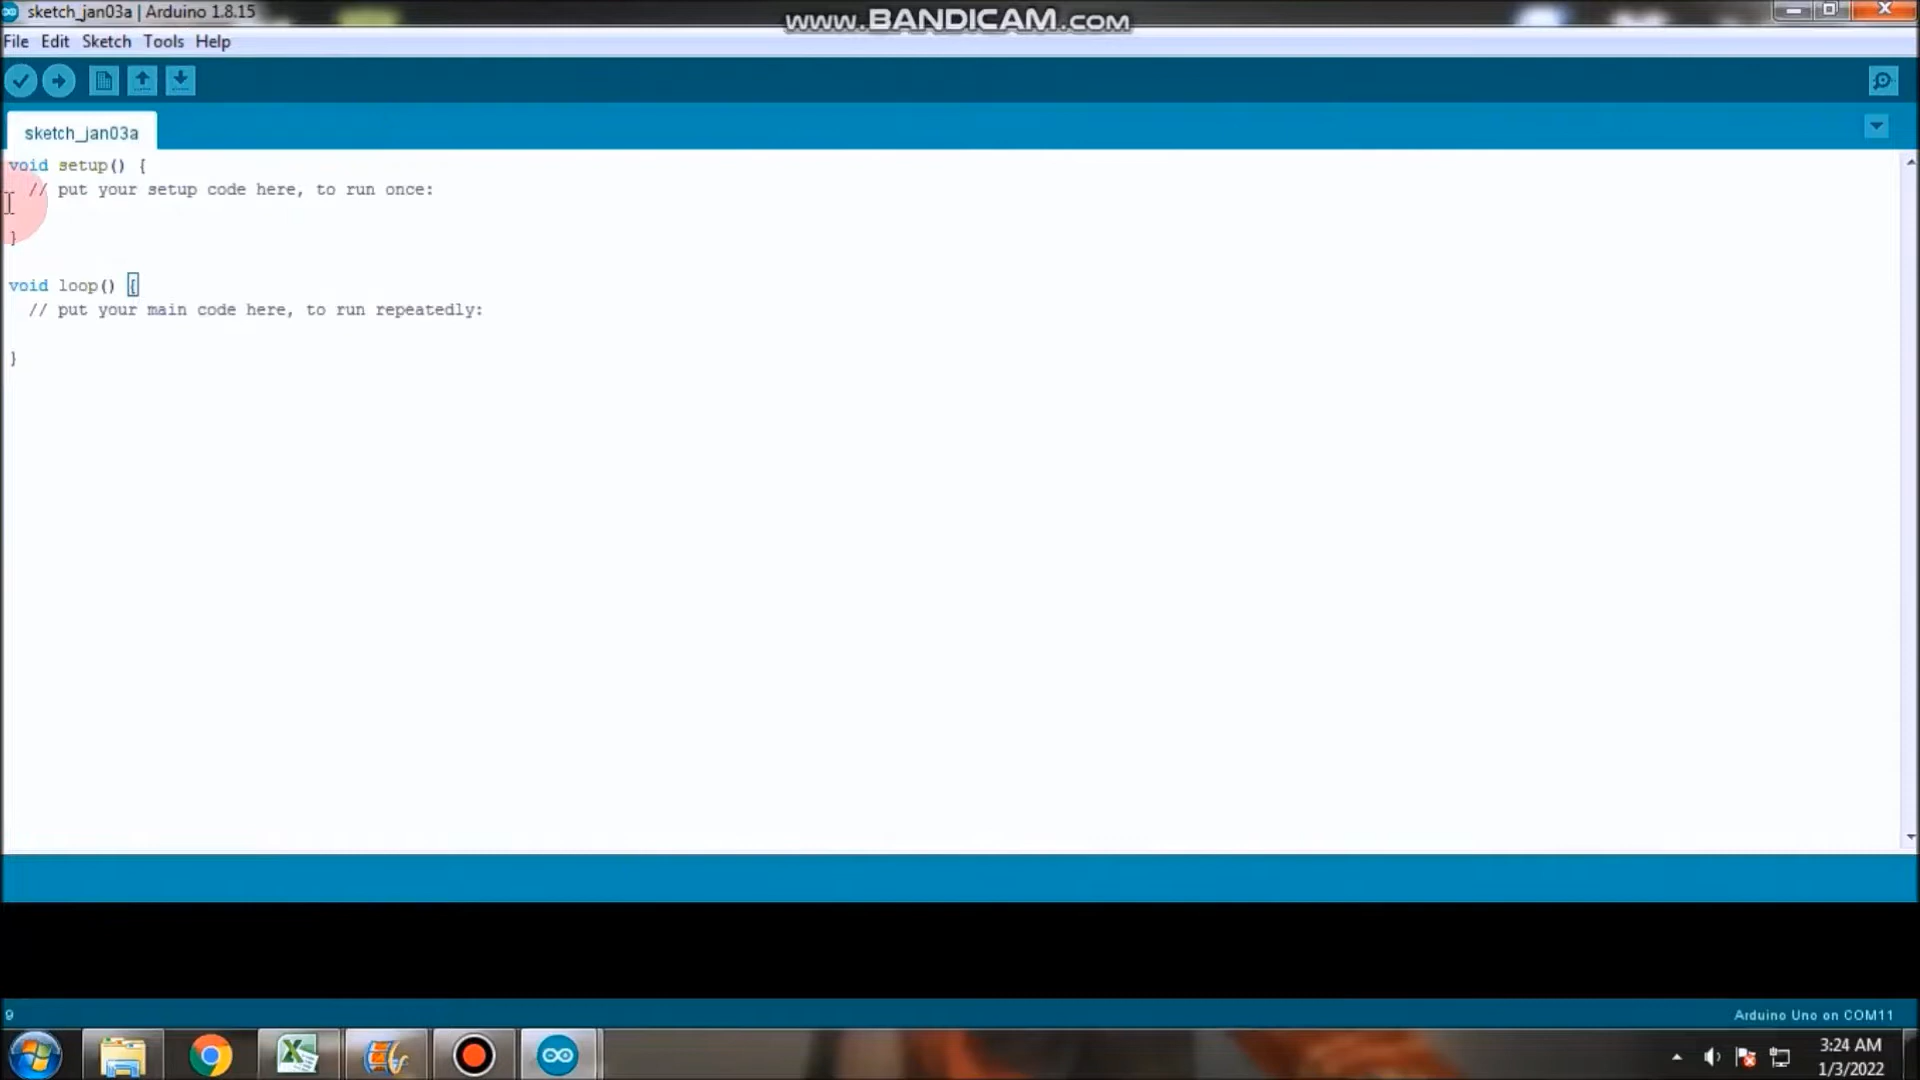 sketch_jan03a | Arduino 1.8.15
www.BANDICAM.com
File Edit Sketch Tools Help
sketch_jan03a
void setup() {
// put your setup code here, to run once:
}
void loop() {
// put your main code here, to run repeatedly:
}
9
Arduino Uno on COM11
3:24 AM
1/3/2022